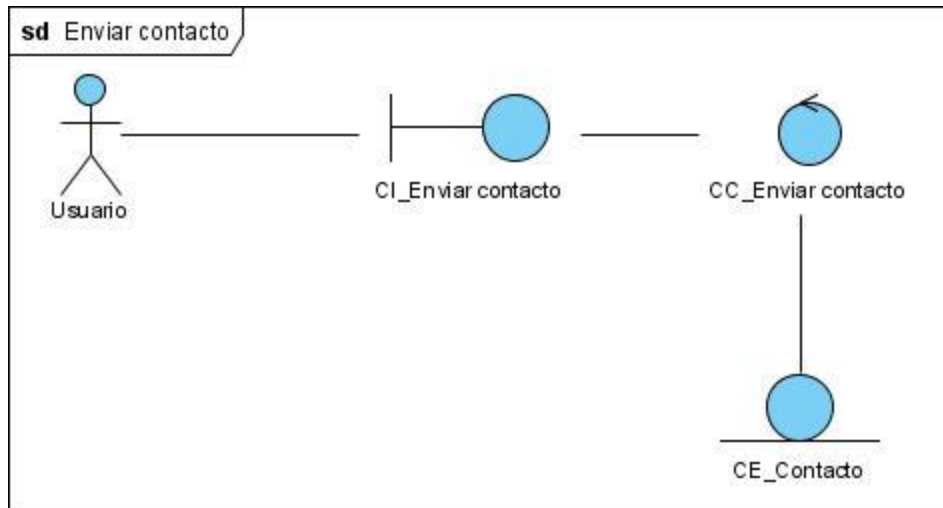 sd Enviar contacto
Usuario
CI_Enviar contacto
CC_Enviar contacto
CE_Contacto